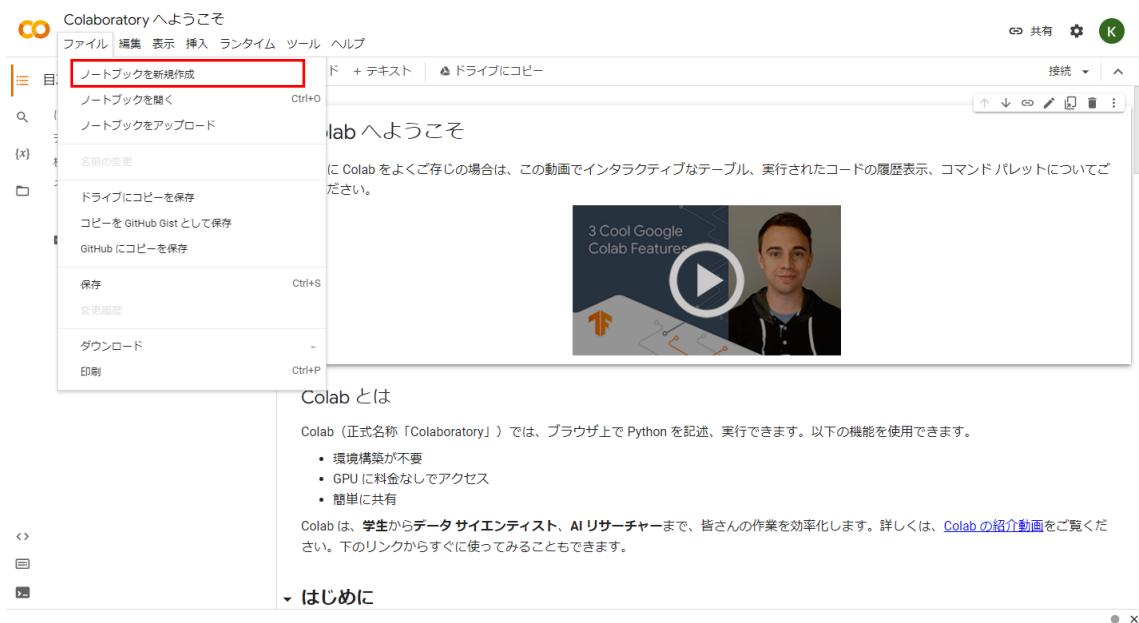 CO
Colaboratory へようこそ
ファイル 編集 表示 挿入 ランタイム ツール ヘルプ
共有
K
目
ド + テキスト ドライブにコピー
接続
ノートブックを新規作成
ノートブックを開く Ctrl+O
ノートブックをアップロード
名前の変更
ドライブにコピーを保存
コピーを GitHub Gist として保存
GitHub にコピーを保存
保存 Ctrl+S
変更履歴
ダウンロード
印刷 Ctrl+P
{x}
lab へようこそ
に Colab をよくご存じの場合は、この動画でインタラクティブなテーブル、実行されたコードの履歴表示、コマンド パレットについてご
ださい。
3 Cool Google
Colab Features
Colab とは
Colab（正式名称「Colaboratory」）では、ブラウザ上で Python を記述、実行できます。以下の機能を使用できます。
• 環境構築が不要
• GPU に料金なしでアクセス
• 簡単に共有
Colab は、学生からデータ サイエンティスト、AI リサーチャーまで、皆さんの作業を効率化します。詳しくは、Colab の紹介動画をご覧くだ
さい。下のリンクからすぐに使ってみることもできます。
はじめに